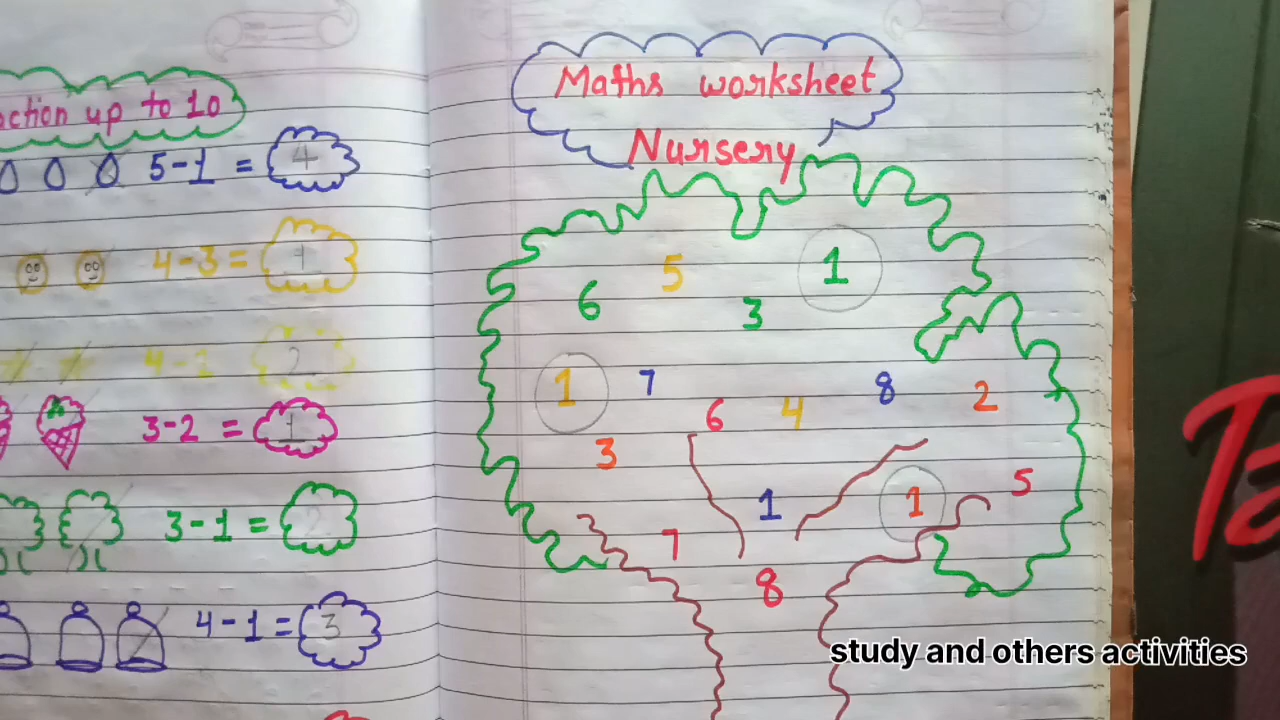 ction up to 10
5-1 = 4
4-3 = 1
4-2 2
3-2 = 1
3-1 = 2
4-1 = 3
Maths worksheet
Nursery
5 1
6 3
1 7 8 2
6 4
3
1 1 5
7
8
study and others activities